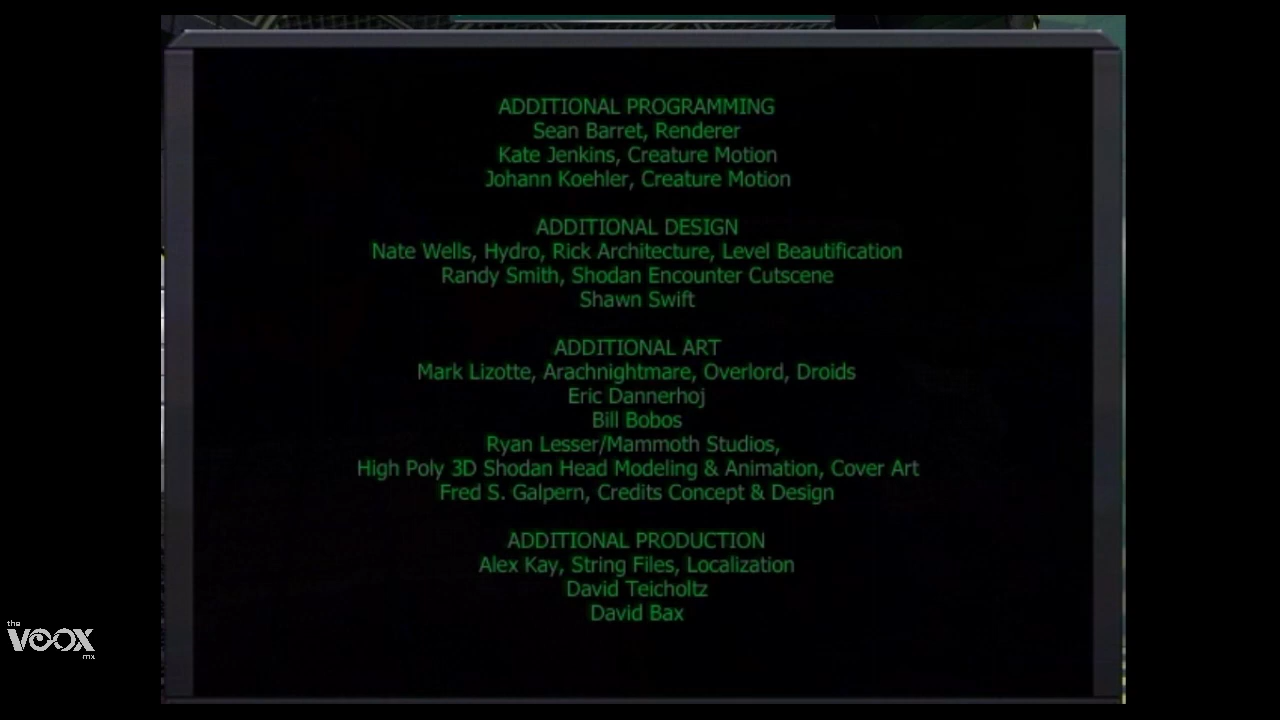 ADDITIONAL PROGRAMMING
Sean Barret, Renderer
Kate Jenkins, Creature Motion
Johann Koehler, Creature Motion
ADDITIONAL DESIGN
Nate Wells, Hydro, Rick Architecture, Level Beautification
Randy Smith, Shodan Encounter Cutscene
Shawn Swift
ADDITIONAL ART
Mark Lizotte, Arachnightmare, Overlord, Droids
Eric Dannerhoj
Bill Bobos
Ryan Lesser/Mammoth Studios,
High Poly 3D Shodan Head Modeling & Animation, Cover Art
Fred S. Galpern, Credits Concept & Design
ADDITIONAL PRODUCTION
Alex Kay, String Files, Localization
David Teicholtz
David Bax
the
VOOX
mx